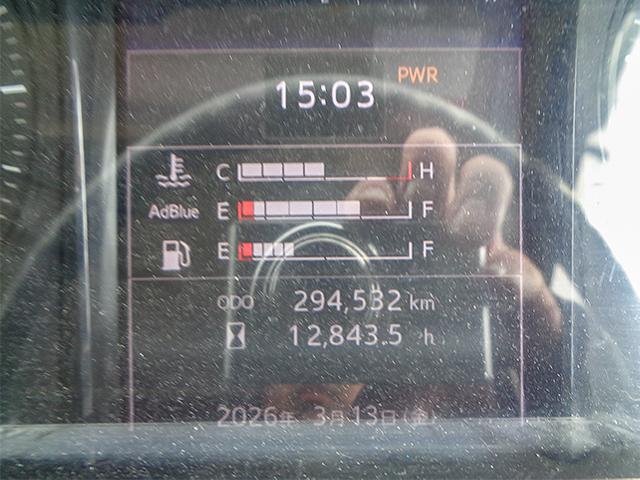 PWR
15:03
C H
AdBlue E F
E F
ODO 294,532 km
12,843.5 h
2026年 3月13日(金)